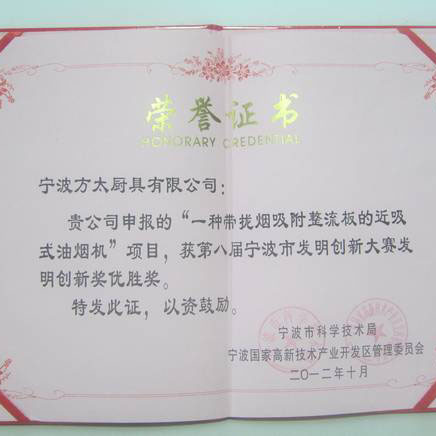 荣誉证书
HONORARY CREDENTIAL
宁波方太厨具有限公司：
贵公司申报的“一种带拢烟吸附整流板的近吸
式油烟机”项目，获第八届宁波市发明创新大赛发
明创新奖优胜奖。
特发此证，以资鼓励。
宁波市科学技术局
宁波国家高新技术产业开发区管理委员会
二〇一二年十月